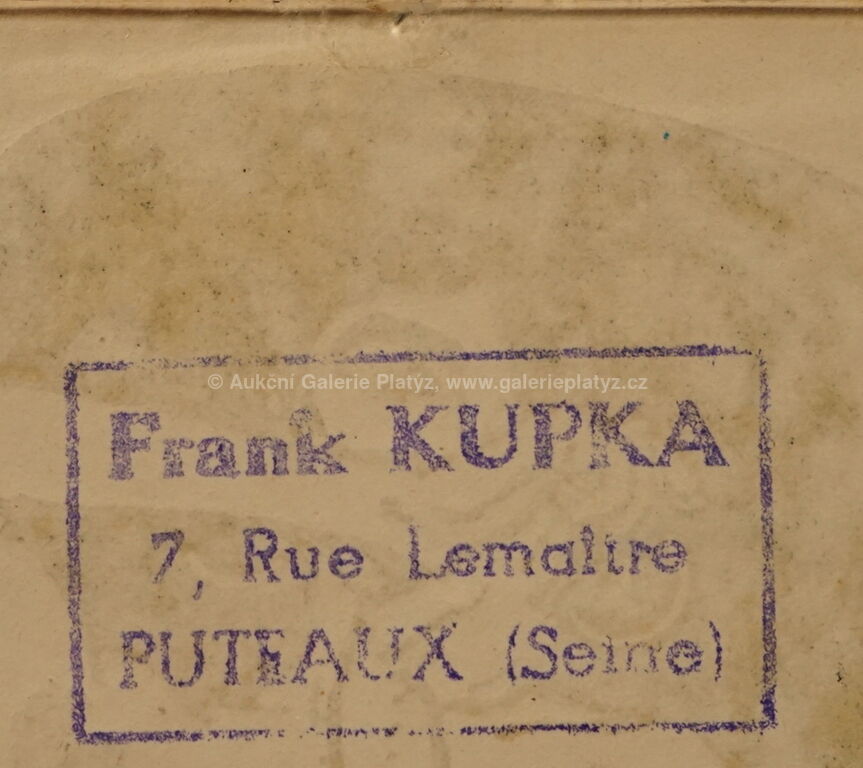 © Aukční Galerie Platýz, www.galerieplatyz.cz
Frank KUPKA
7, Rue Lemaître
PUTEAUX (Seine)